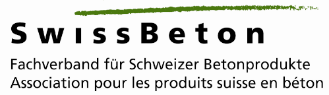 SwissBeton
Fachverband für Schweizer Betonprodukte
Association pour les produits suisse en béton